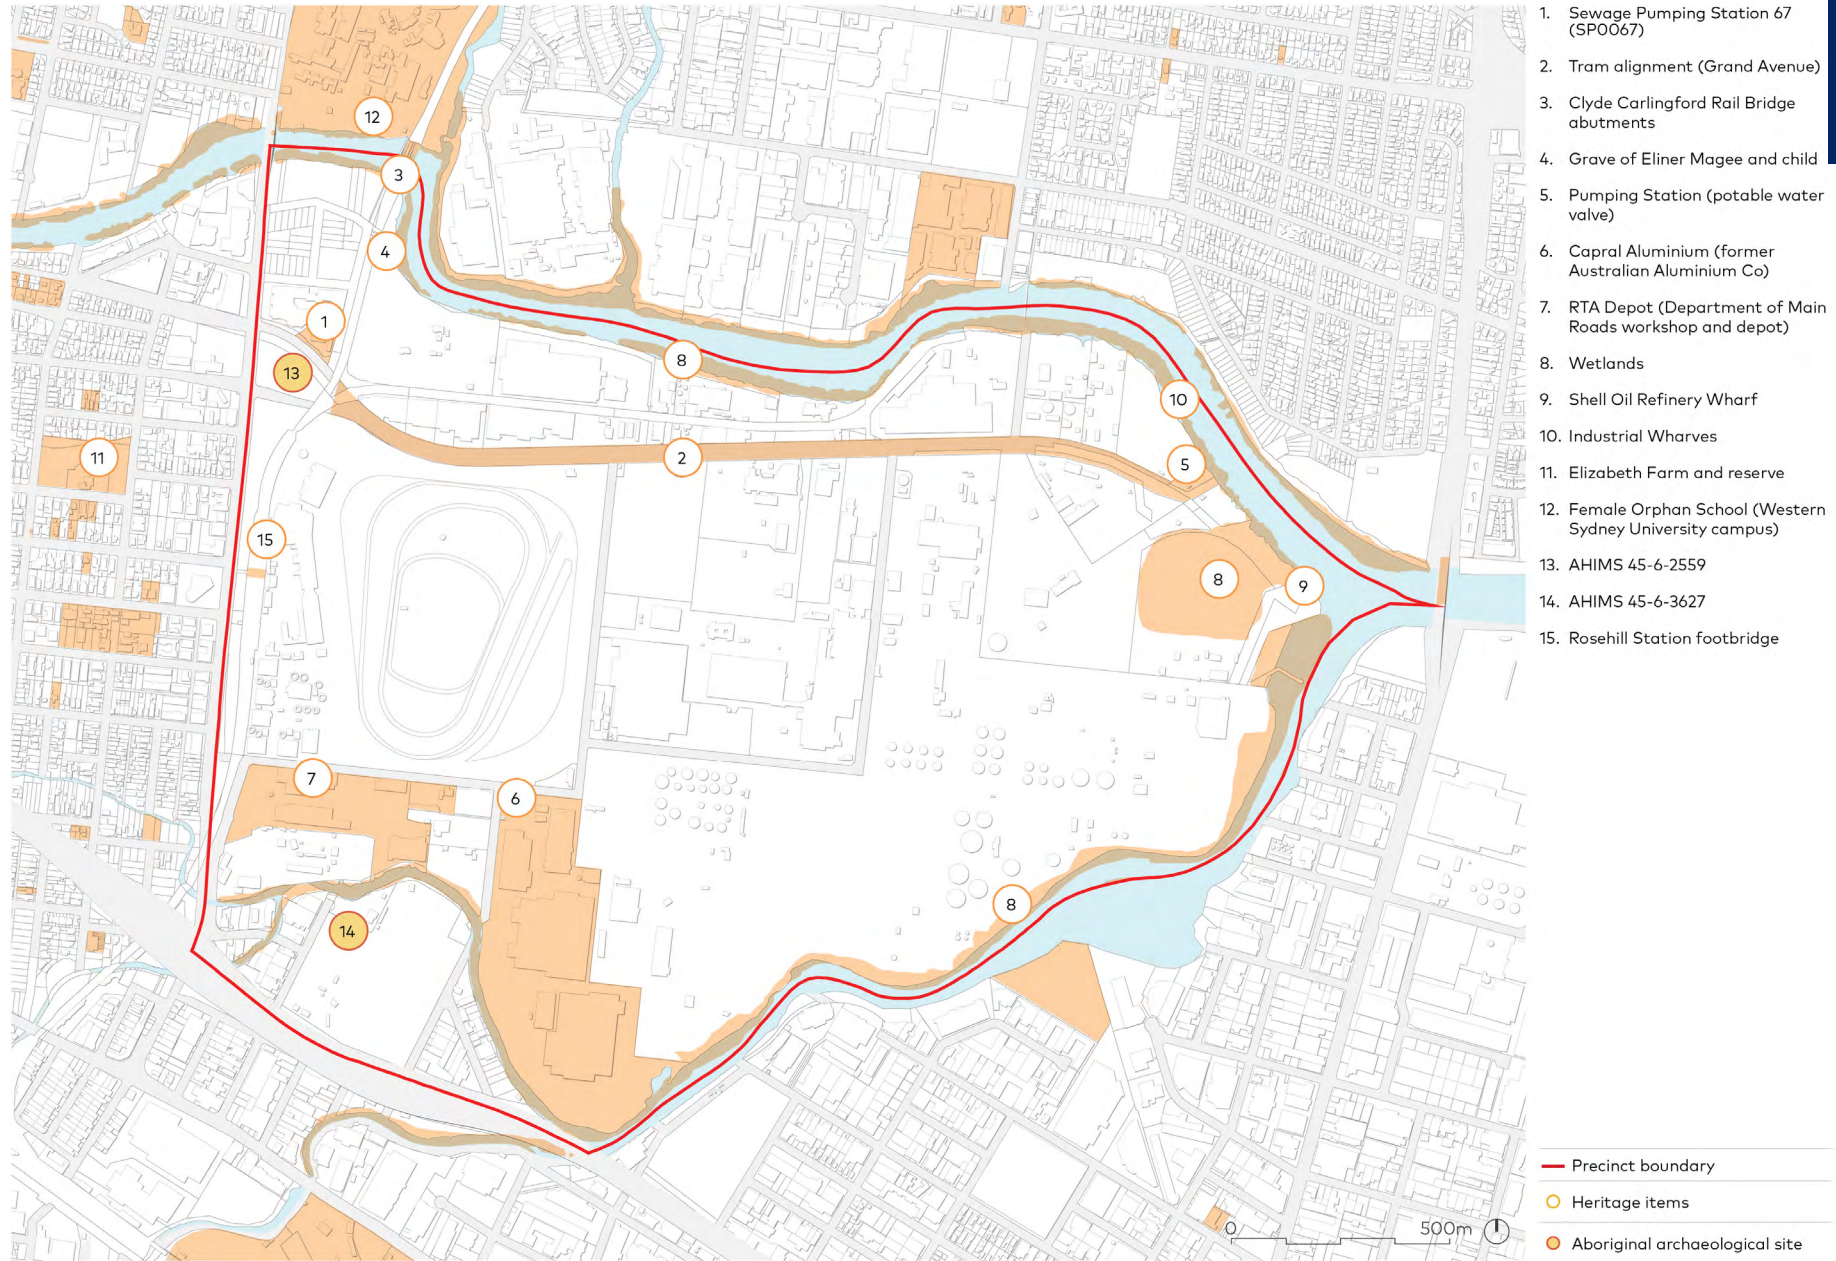 1. Sewage Pumping Station 67
(SP0067)
2. Tram alignment (Grand Avenue)
3. Clyde Carlingford Rail Bridge
abutments
4. Grave of Eliner Magee and child
5. Pumping Station (potable water
valve)
6. Capral Aluminium (former
Australian Aluminium Co)
7. RTA Depot (Department of Main
Roads workshop and depot)
8. Wetlands
9. Shell Oil Refinery Wharf
10. Industrial Wharves
11. Elizabeth Farm and reserve
12. Female Orphan School (Western
Sydney University campus)
13. AHIMS 45-6-2559
14. AHIMS 45-6-3627
15. Rosehill Station footbridge
12
3
4
1
13
8
10
11
2
5
15
8
9
7
6
8
14
0 500m
Precinct boundary
Heritage items
Aboriginal archaeological site